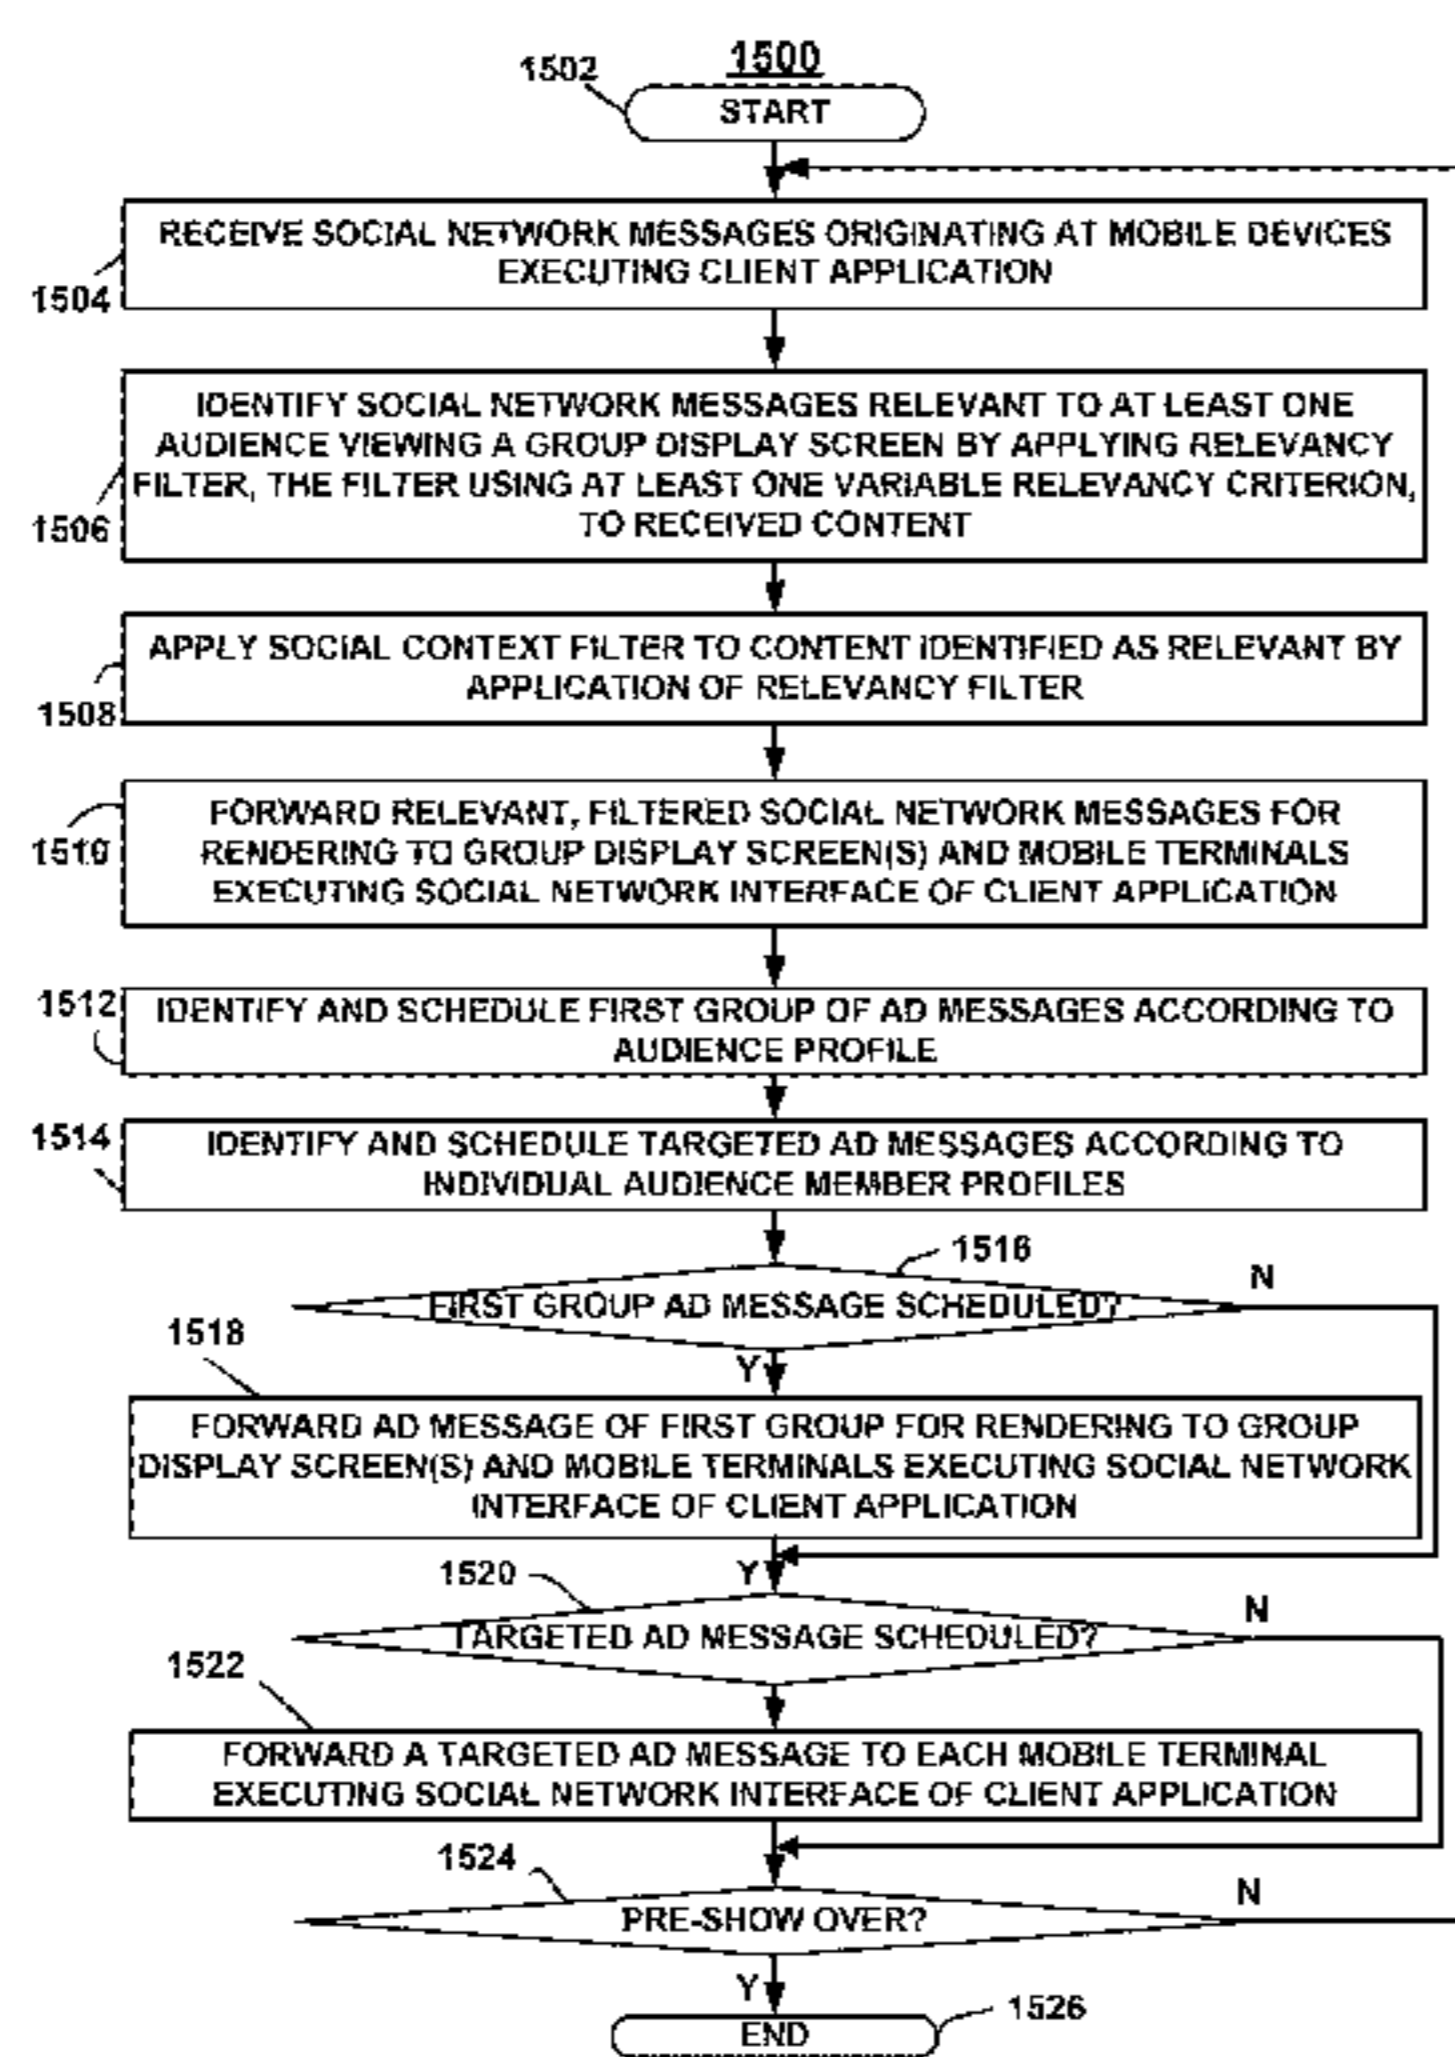 1500
1502
START
RECEIVE SOCIAL NETWORK MESSAGES ORIGINATING AT MOBILE DEVICES
EXECUTING CLIENT APPLICATION
1504
IDENTIFY SOCIAL NETWORK MESSAGES RELEVANT TO AT LEAST ONE
AUDIENCE VIEWING A GROUP DISPLAY SCREEN BY APPLYING RELEVANCY
FILTER, THE FILTER USING AT LEAST ONE VARIABLE RELEVANCY CRITERION,
TO RECEIVED CONTENT
1506
APPLY SOCIAL CONTEXT FILTER TO CONTENT IDENTIFIED AS RELEVANT BY
APPLICATION OF RELEVANCY FILTER
1508
FORWARD RELEVANT, FILTERED SOCIAL NETWORK MESSAGES FOR
RENDERING TO GROUP DISPLAY SCREEN(S) AND MOBILE TERMINALS
EXECUTING SOCIAL NETWORK INTERFACE OF CLIENT APPLICATION
1510
1512
IDENTIFY AND SCHEDULE FIRST GROUP OF AD MESSAGES ACCORDING TO
AUDIENCE PROFILE
1514
IDENTIFY AND SCHEDULE TARGETED AD MESSAGES ACCORDING TO
INDIVIDUAL AUDIENCE MEMBER PROFILES
1516
N
FIRST GROUP AD MESSAGE SCHEDULED?
1518
Y
FORWARD AD MESSAGE OF FIRST GROUP FOR RENDERING TO GROUP
DISPLAY SCREEN(S) AND MOBILE TERMINALS EXECUTING SOCIAL NETWORK
INTERFACE OF CLIENT APPLICATION
1520
Y
N
TARGETED AD MESSAGE SCHEDULED?
1522
FORWARD A TARGETED AD MESSAGE TO EACH MOBILE TERMINAL
EXECUTING SOCIAL NETWORK INTERFACE OF CLIENT APPLICATION
1524
N
PRE-SHOW OVER?
Y
1526
END